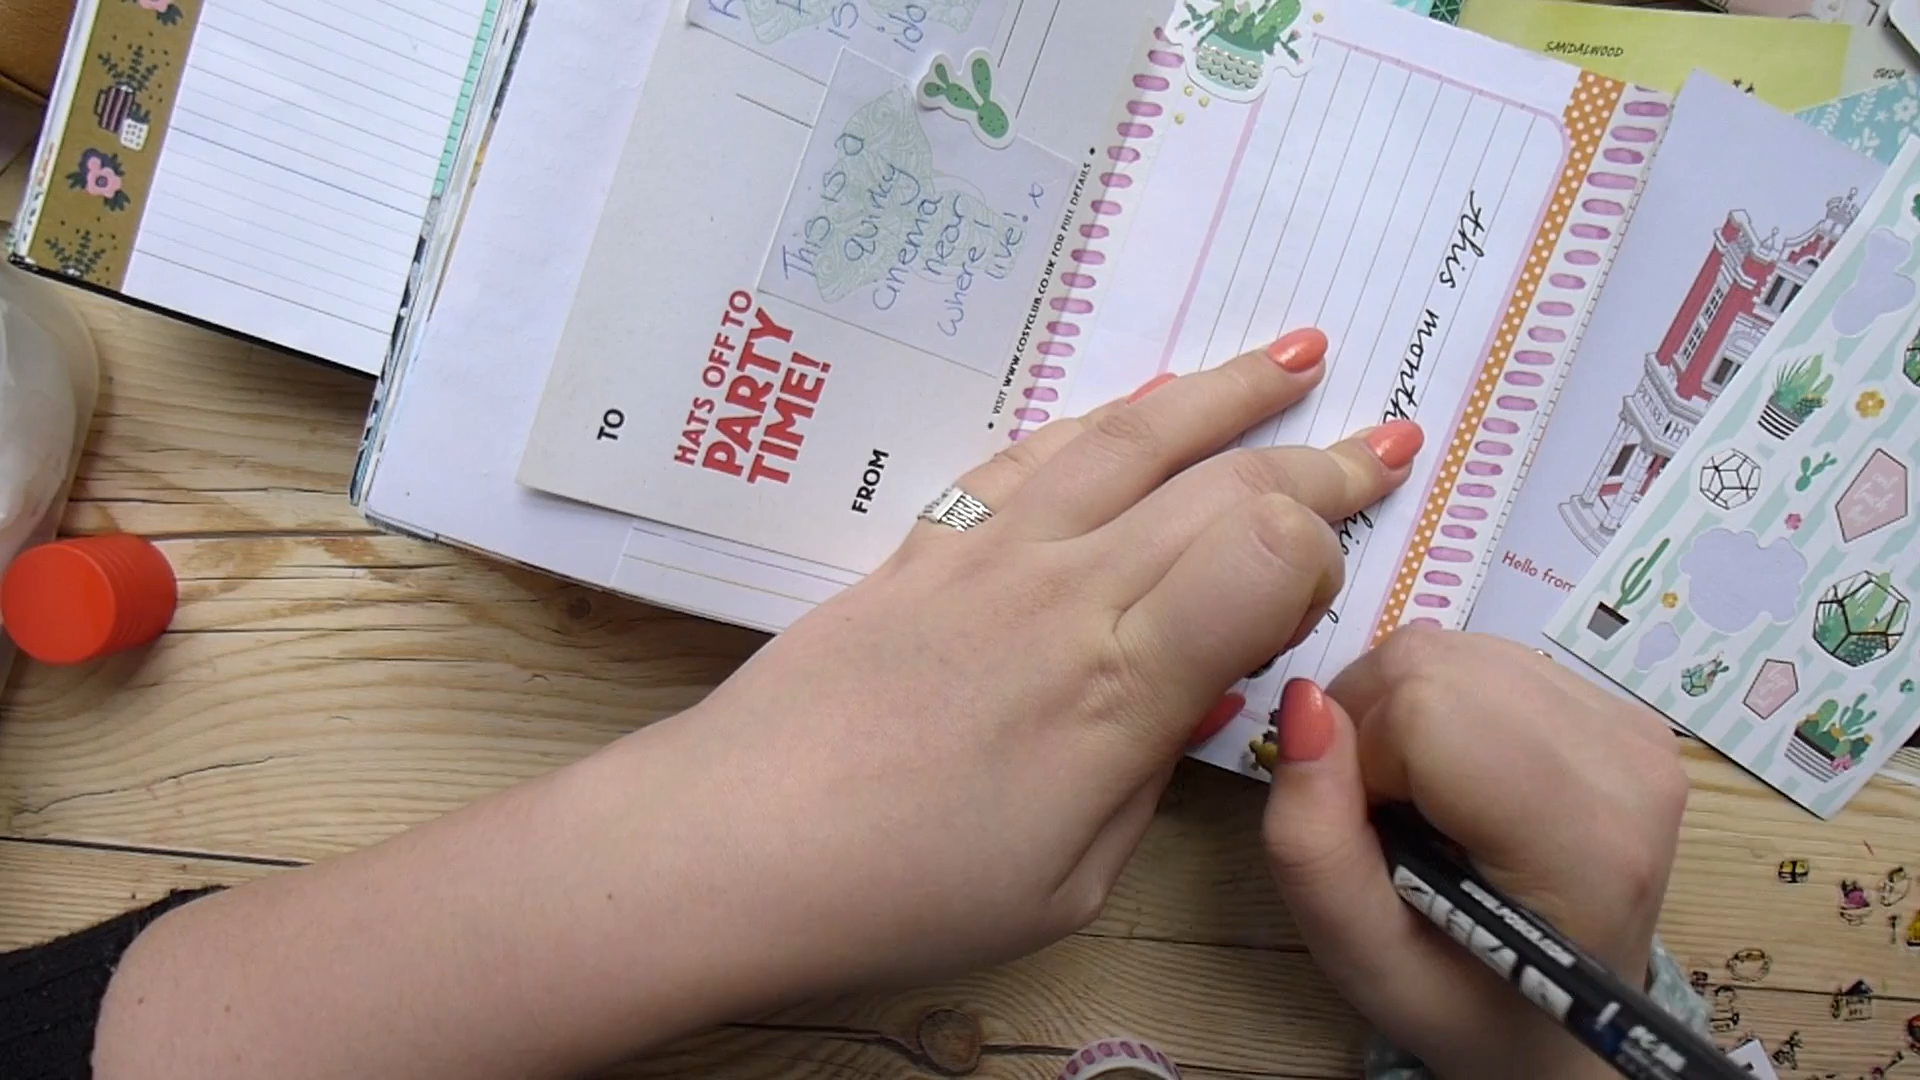 This is a
quirky
cinema
near
where I
live! x
TO
HATS OFF TO
PARTY
TIME!
FROM
• VISIT WWW.COSYCLUB.CO.UK FOR FULL DETAILS •
this month
SANDALWOOD
Hello from